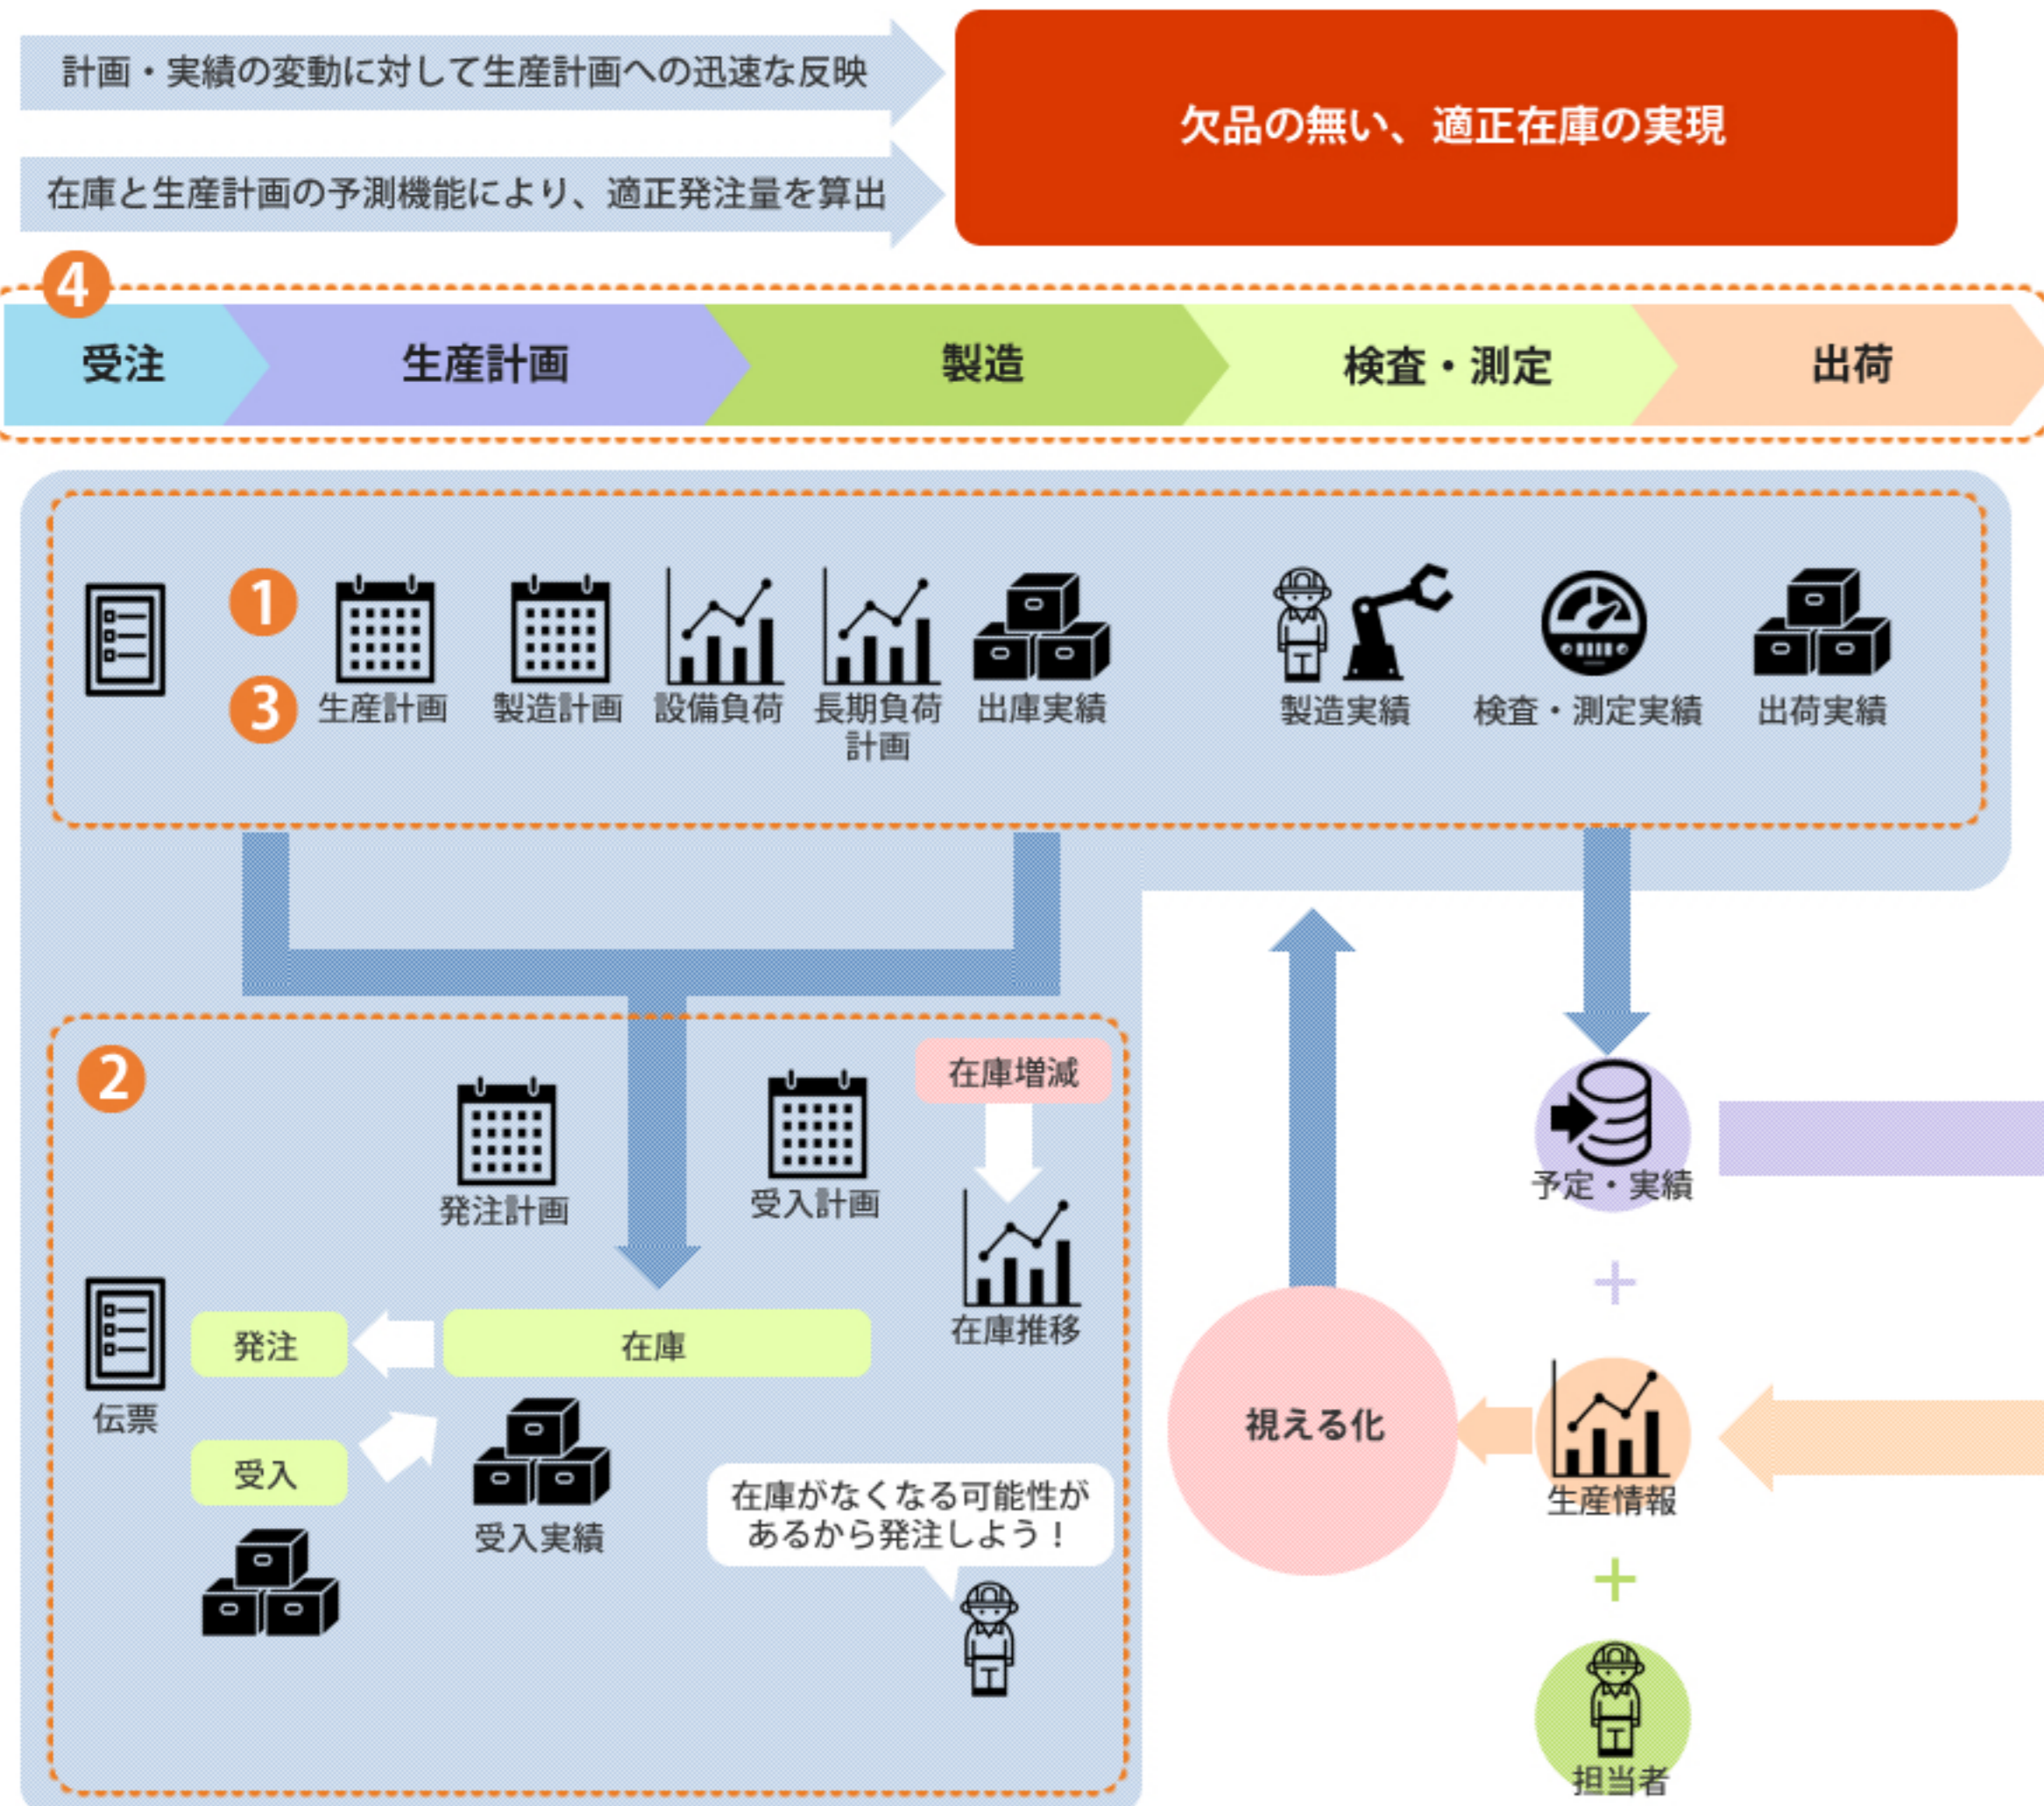 計画・実績の変動に対して生産計画への迅速な反映
在庫と生産計画の予測機能により、適正発注量を算出
欠品の無い、適正在庫の実現
4
受注
生産計画
製造
検査・測定
出荷
1
3
生産計画
製造計画
設備負荷
長期負荷
計画
出庫実績
製造実績
検査・測定実績
出荷実績
2
発注計画
受入計画
在庫増減
在庫推移
伝票
発注
在庫
受入
受入実績
在庫がなくなる可能性が
あるから発注しよう！
予定・実績
+
視える化
生産情報
+
担当者